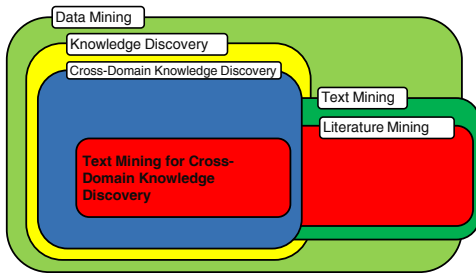 Data Mining
Knowledge Discovery
Cross-Domain Knowledge Discovery
Text Mining
Literature Mining
Text Mining for Cross-
Domain Knowledge
Discovery